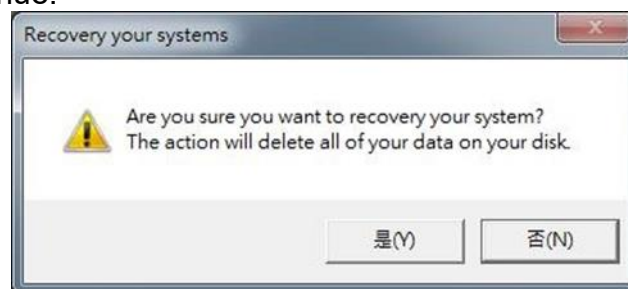 Recovery your systems
Are you sure you want to recovery your system?
The action will delete all of your data on your disk.
是(Y)
否(N)